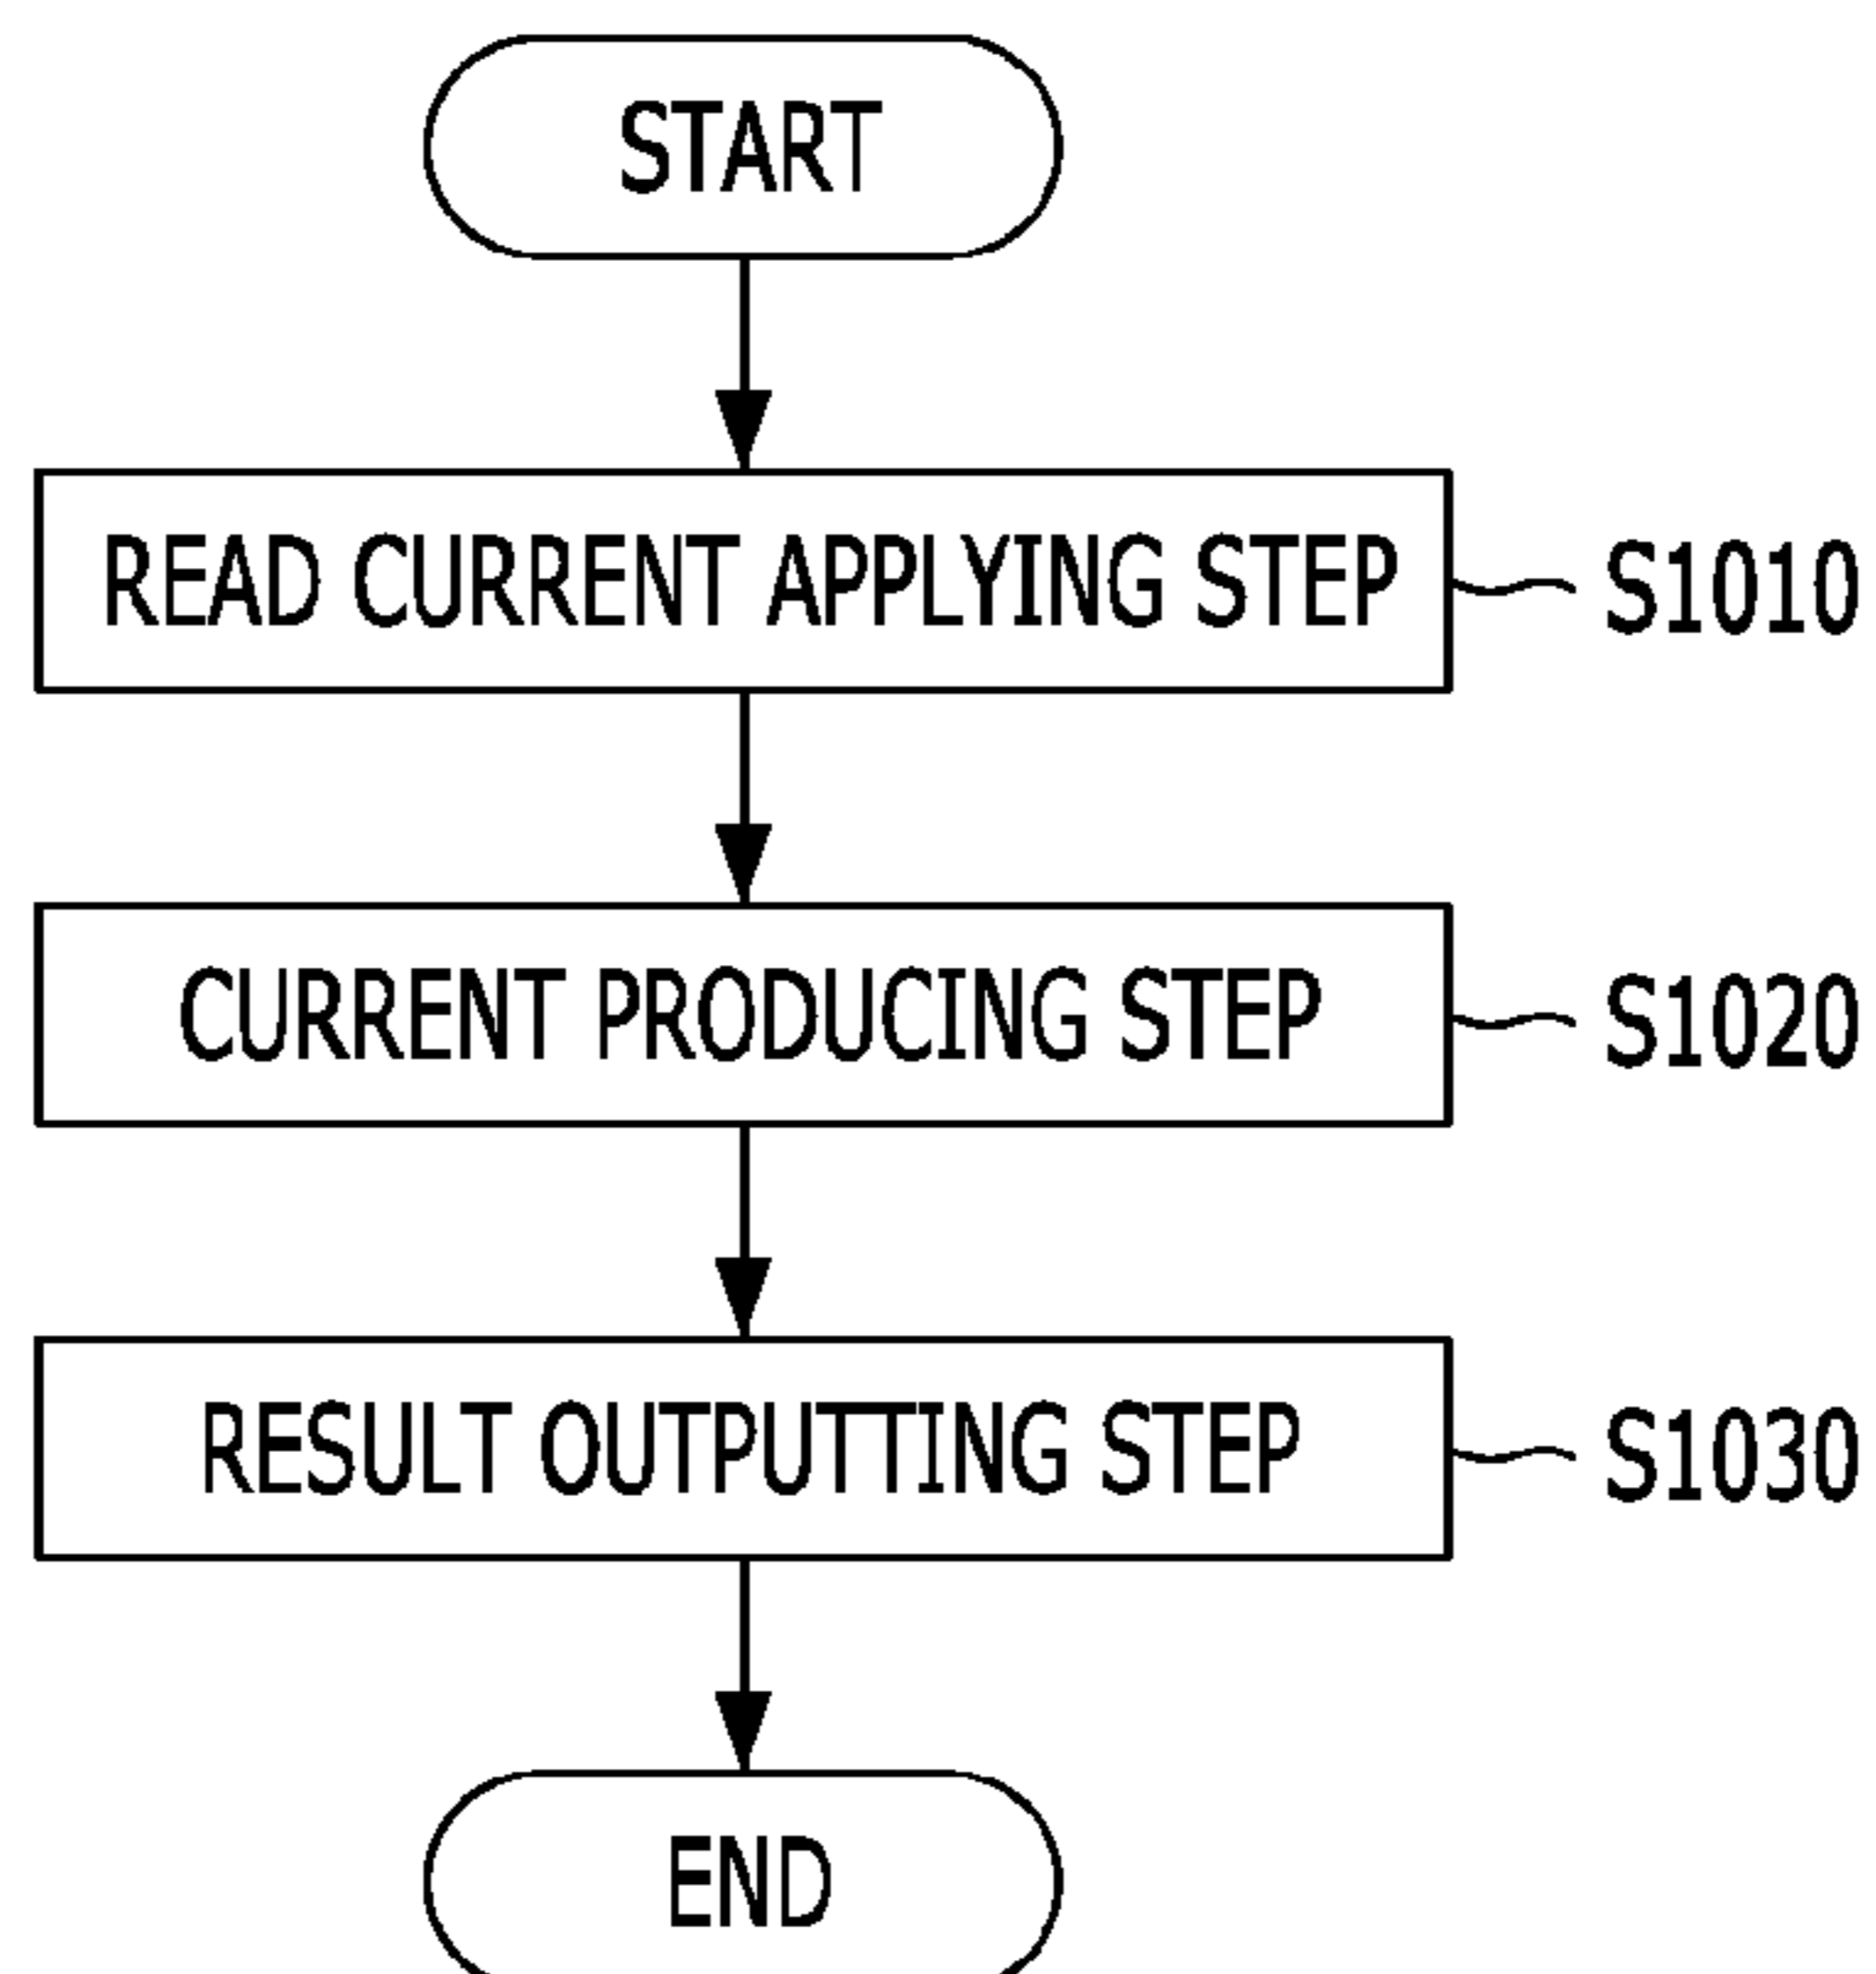 START
READ CURRENT APPLYING STEP
S1010
CURRENT PRODUCING STEP
S1020
RESULT OUTPUTTING STEP
S1030
END